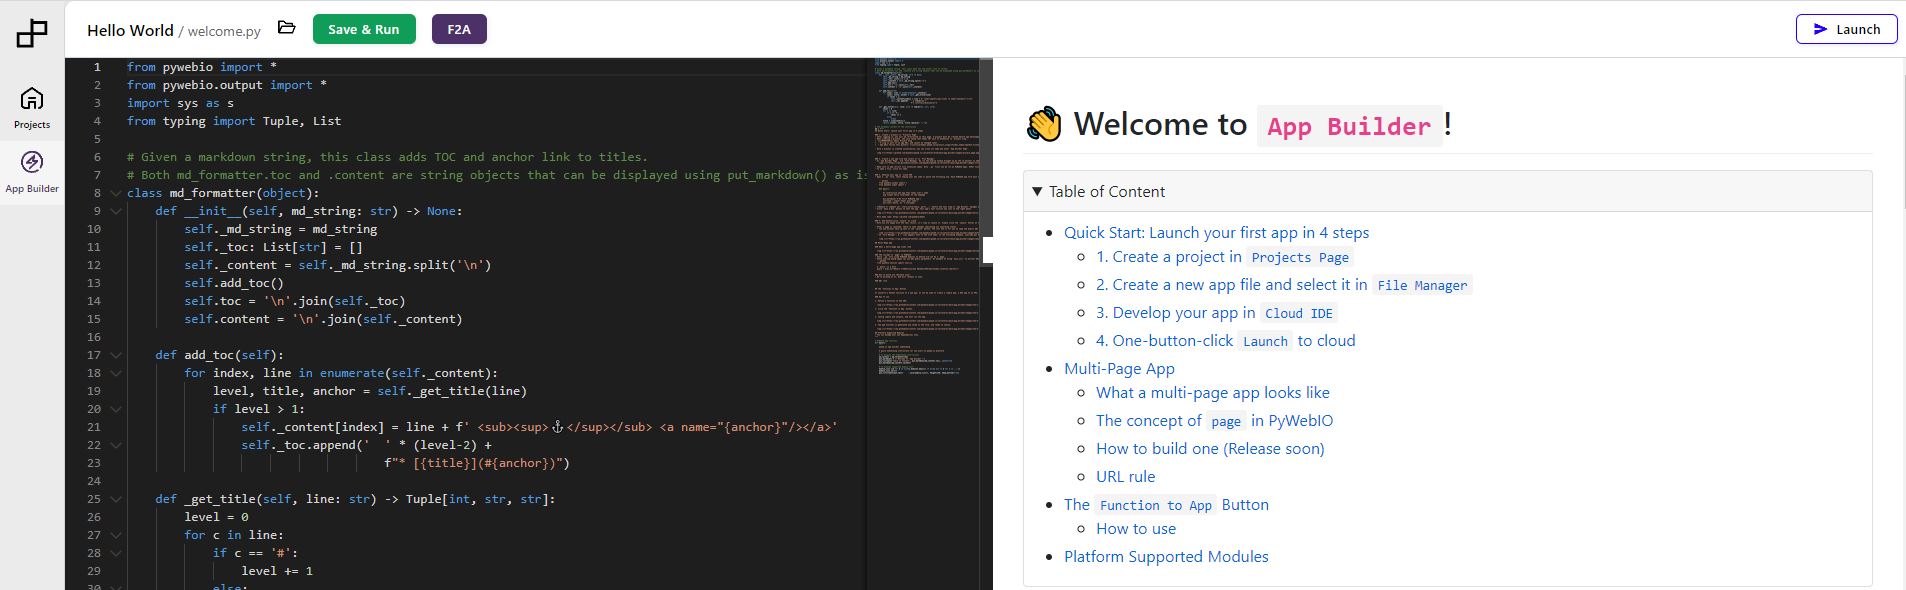 Hello World / welcome.py Save & Run F2A Launch
Projects
App Builder
1 from pywebio import *
2 from pywebio.output import *
3 import sys as s
4 from typing import Tuple, List
5
6 # Given a markdown string, this class adds TOC and anchor link to titles.
7 # Both md_formatter.toc and .content are string objects that can be displayed using put_markdown() as is
8 class md_formatter(object):
9 def __init__(self, md_string: str) -> None:
10 self._md_string = md_string
11 self._toc: List[str] = []
12 self._content = self._md_string.split('\n')
13 self.add_toc()
14 self.toc = '\n'.join(self._toc)
15 self.content = '\n'.join(self._content)
16
17 def add_toc(self):
18 for index, line in enumerate(self._content):
19 level, title, anchor = self._get_title(line)
20 if level > 1:
21 self._content[index] = line + f' <sub><sup>⚓</sup></sub> <a name="{anchor}"/></a>'
22 self._toc.append('  ' * (level-2) +
23 f"* [{title}](#{anchor})")
24
25 def _get_title(self, line: str) -> Tuple[int, str, str]:
26 level = 0
27 for c in line:
28 if c == '#':
29 level += 1
30 else:
👋 Welcome to App Builder !
▼ Table of Content
Quick Start: Launch your first app in 4 steps
1. Create a project in Projects Page
2. Create a new app file and select it in File Manager
3. Develop your app in Cloud IDE
4. One-button-click Launch to cloud
Multi-Page App
What a multi-page app looks like
The concept of page in PyWebIO
How to build one (Release soon)
URL rule
The Function to App Button
How to use
Platform Supported Modules